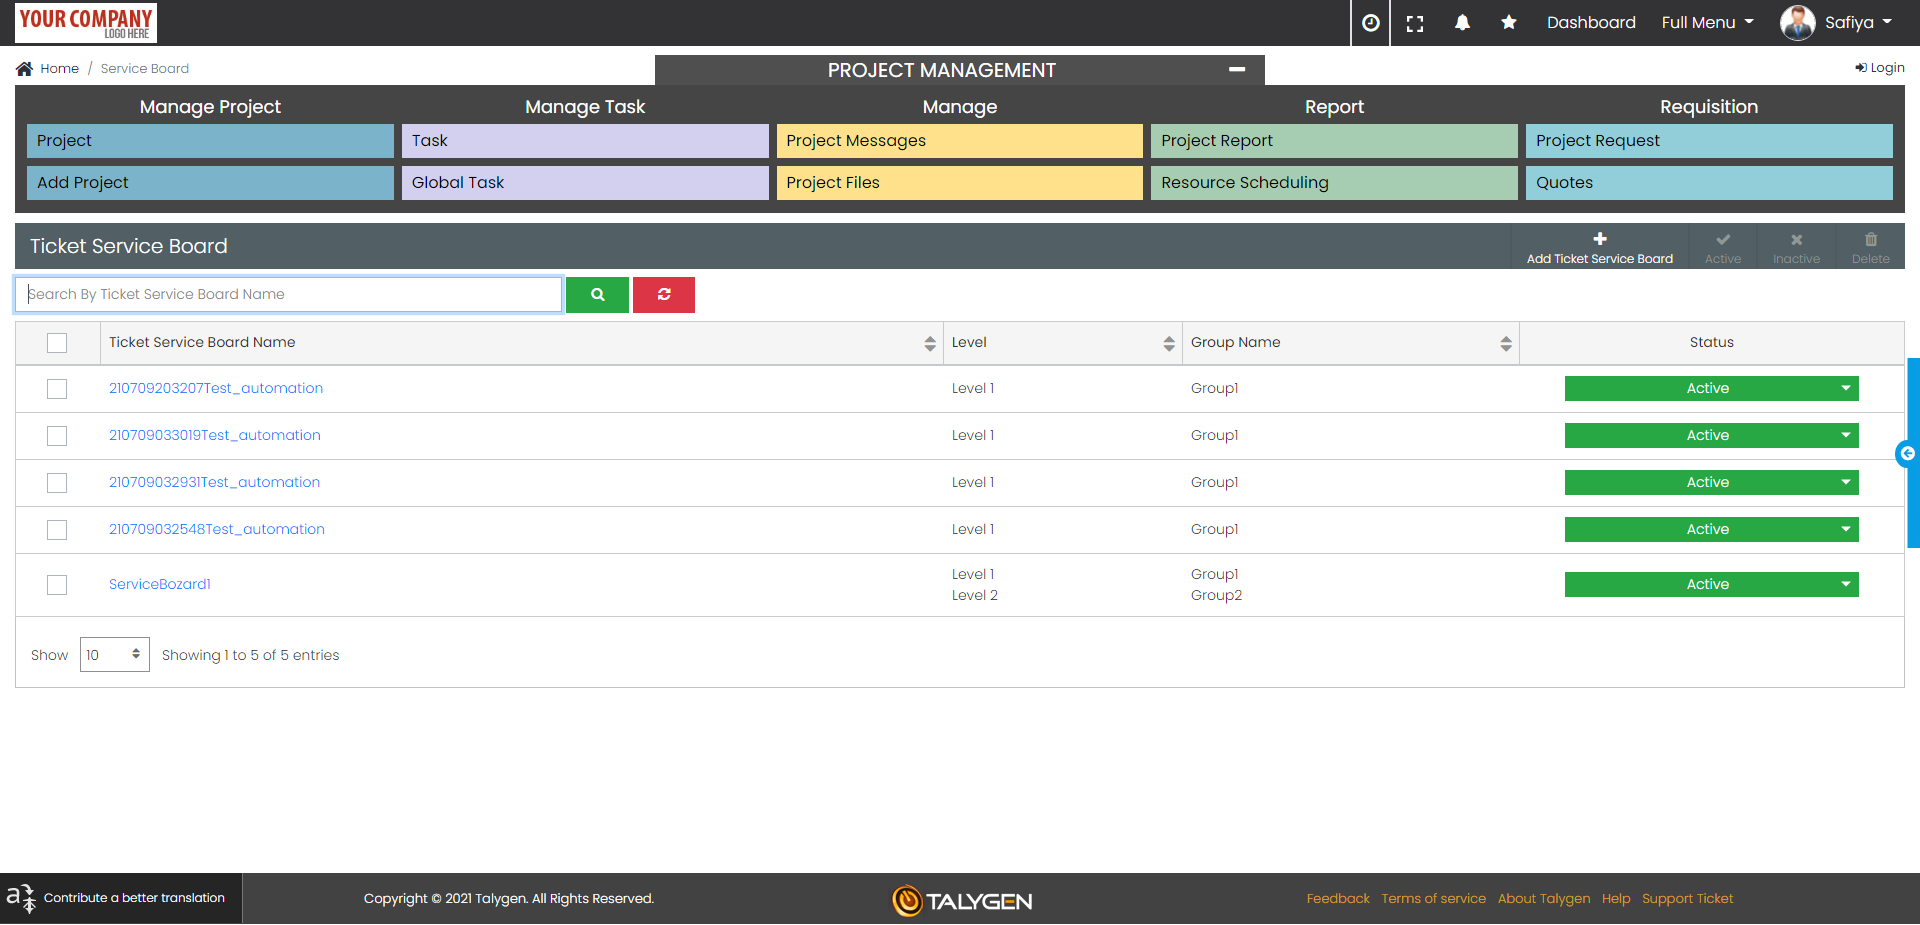 YOUR COMPANY
LOGO HERE
Dashboard Full Menu Safiya
Home / Service Board
PROJECT MANAGEMENT
Login
Manage Project Manage Task Manage Report Requisition
Project Task Project Messages Project Report Project Request
Add Project Global Task Project Files Resource Scheduling Quotes
Ticket Service Board
Add Ticket Service Board Active Inactive Delete
Search By Ticket Service Board Name
Ticket Service Board Name Level Group Name Status
210709203207Test_automation Level 1 Group1 Active
210709033019Test_automation Level 1 Group1 Active
210709032931Test_automation Level 1 Group1 Active
210709032548Test_automation Level 1 Group1 Active
ServiceBozard1 Level 1 Group1 Active
Level 2 Group2
Show 10 Showing 1 to 5 of 5 entries
Contribute a better translation Copyright © 2021 Talygen. All Rights Reserved. TALYGEN Feedback Terms of service About Talygen Help Support Ticket